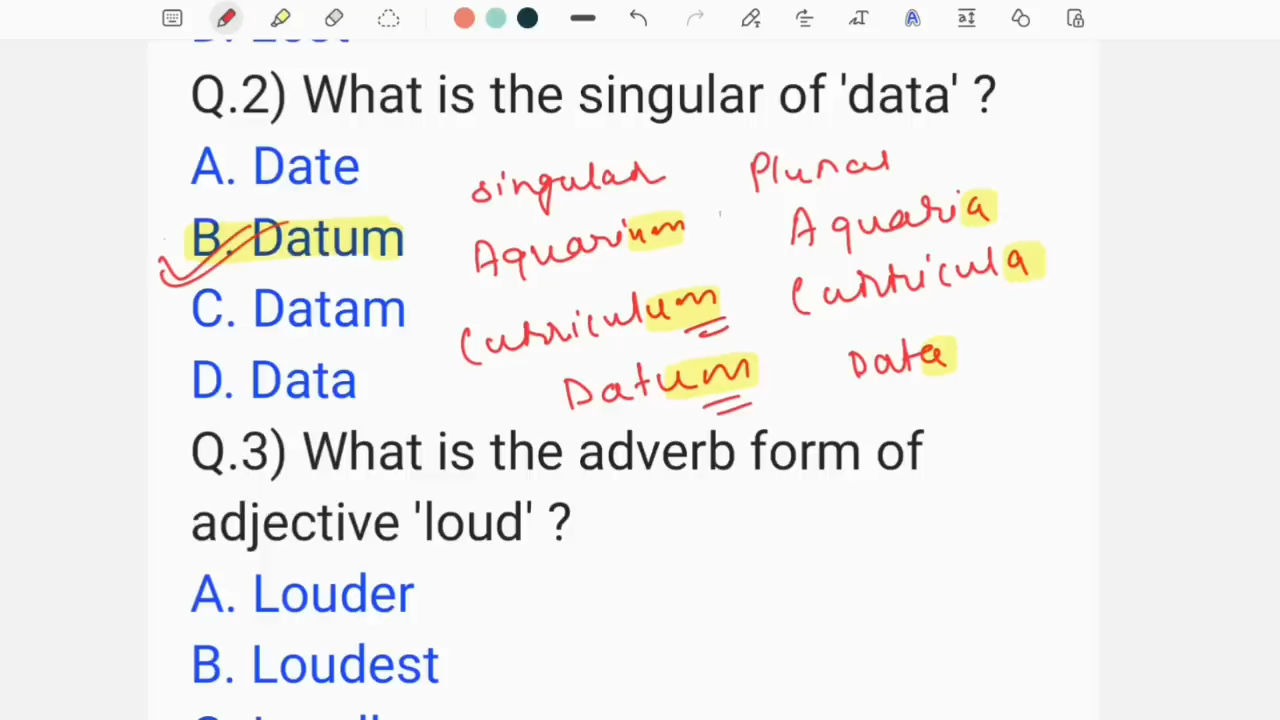 Q.2) What is the singular of 'data' ?
A. Date
singular Plural
B. Datum
Aquarium Aquaria
C. Datam
Curriculum Curricula
D. Data
Datum Data
Q.3) What is the adverb form of
adjective 'loud' ?
A. Louder
B. Loudest